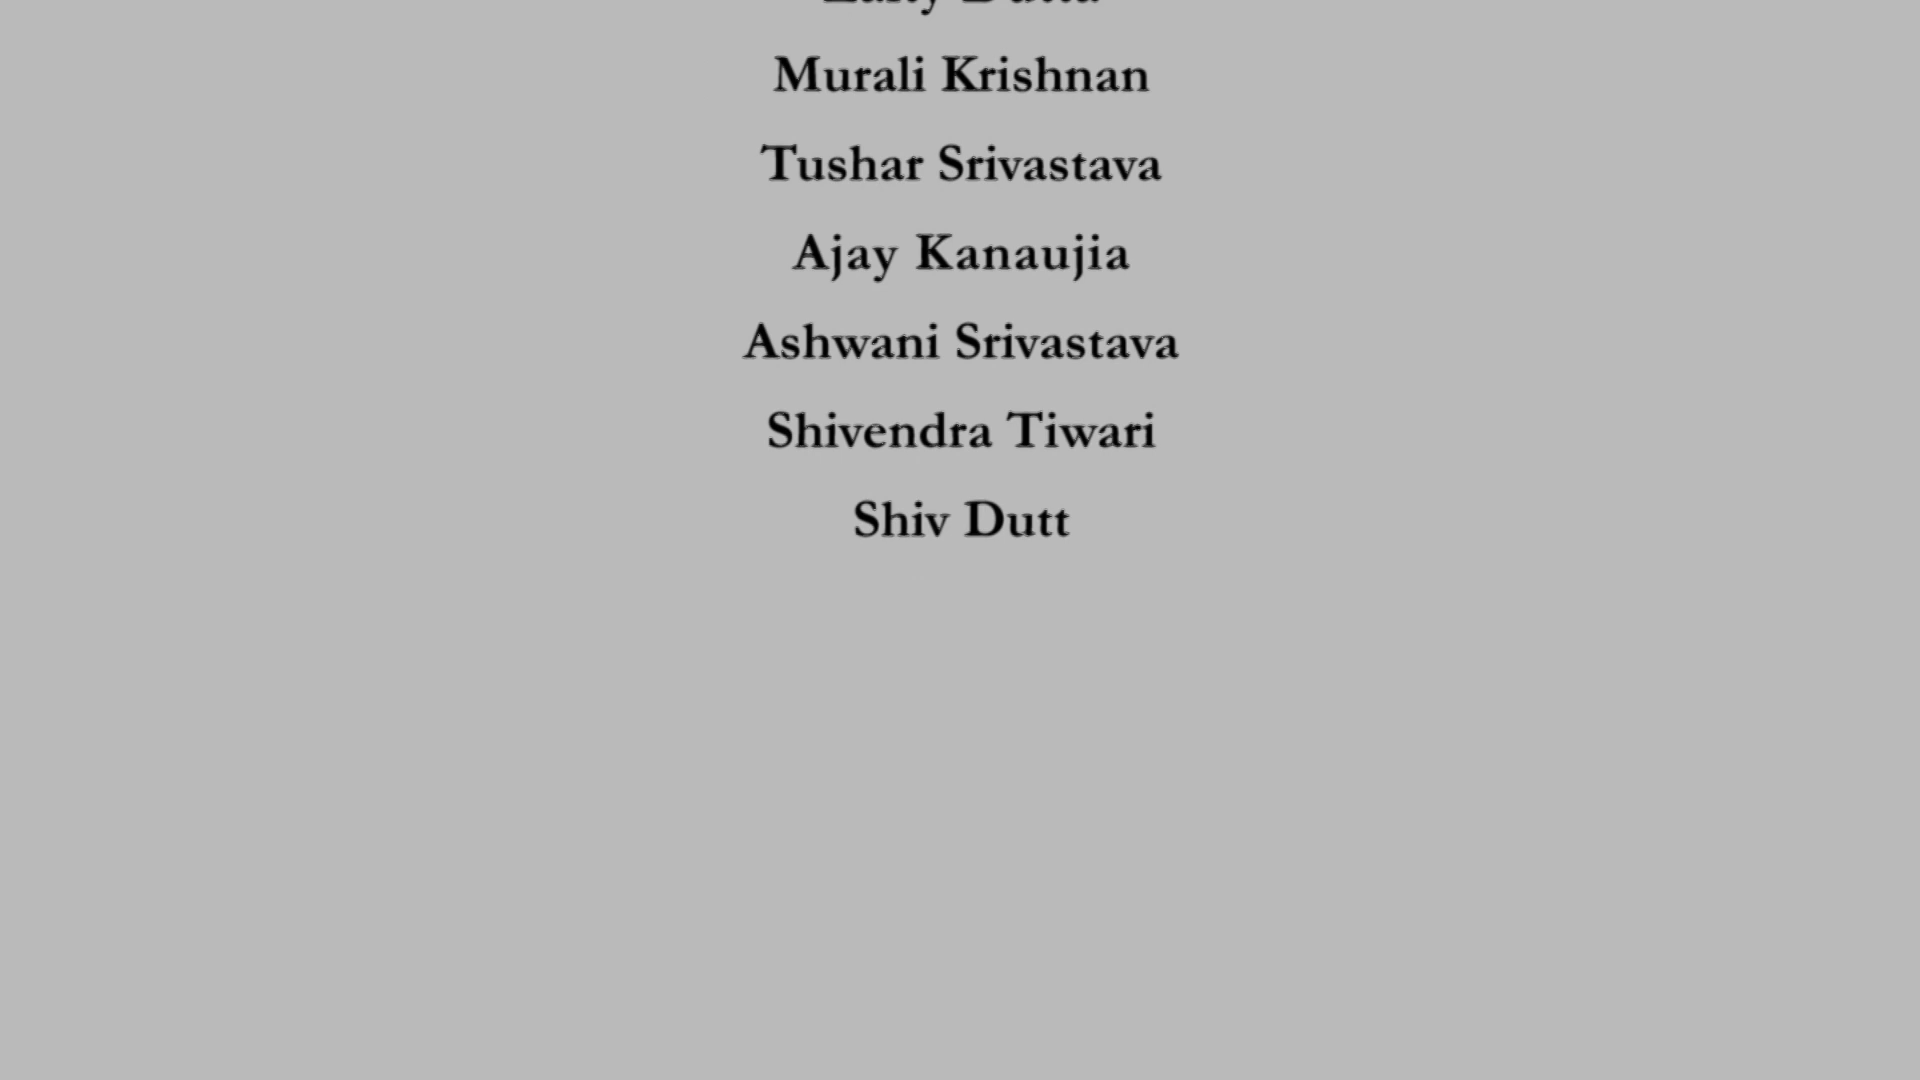 Murali Krishnan
Tushar Srivastava
Ajay Kanaujia
Ashwani Srivastava
Shivendra Tiwari
Shiv Dutt